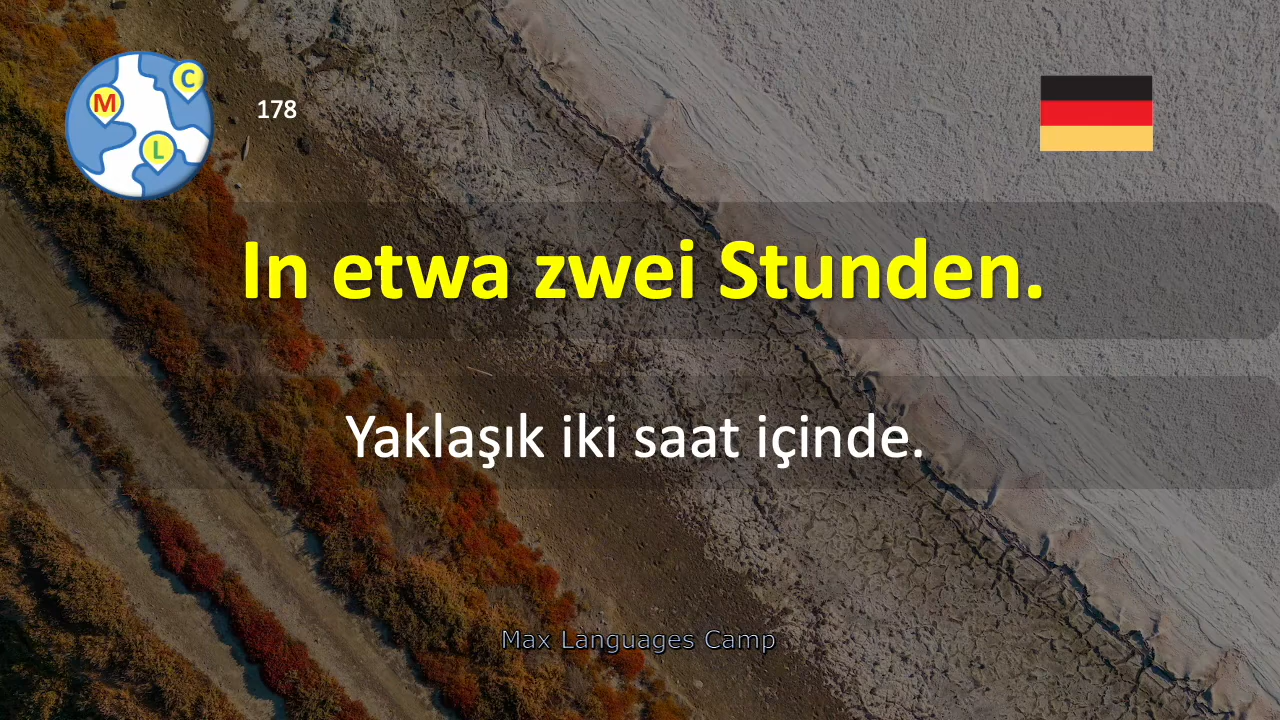 M
C
L
178
In etwa zwei Stunden.
Yaklaşık iki saat içinde.
Max Languages Camp